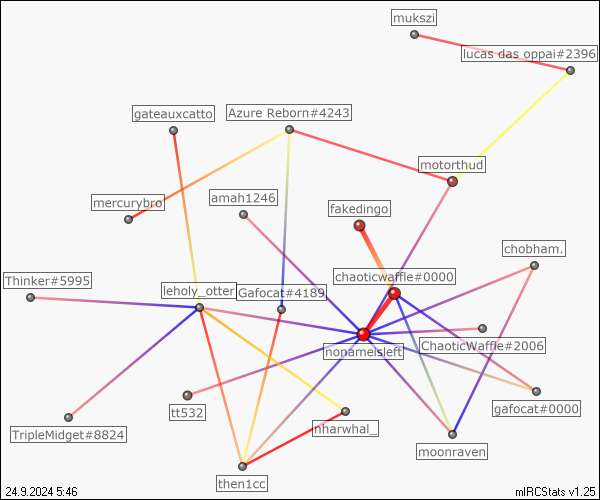 mukszi
lucas das oppai#2396
gateauxcatto
Azure Reborn#4243
motorthud
mercurybro
amah1246
fakedingo
chobham.
chaoticwaffle#0000
Thinker#5995
leholy_otter
Gafocat#4189
nonameisleft
ChaoticWaffle#2006
tt532
gafocat#0000
nharwhal_
TripleMidget#8824
moonraven
then1cc
24.9.2024 5:46
mIRCStats v1.25